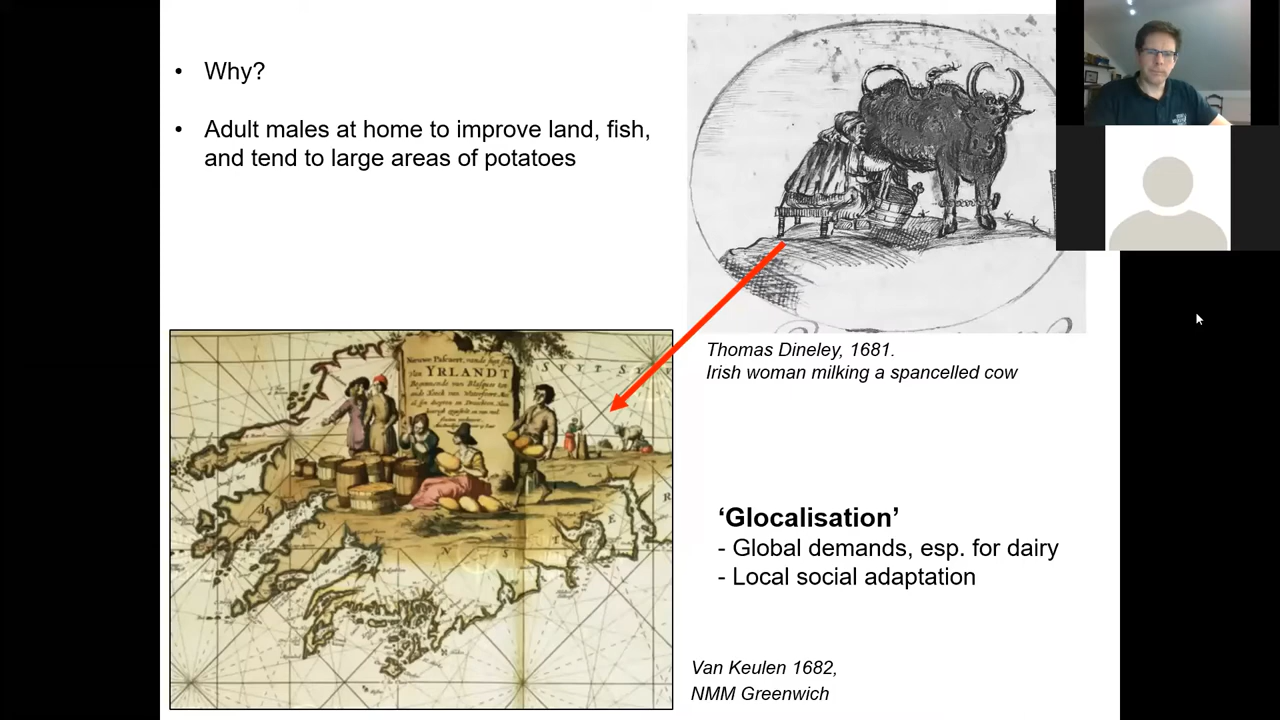 • Why?
• Adult males at home to improve land, fish,
and tend to large areas of potatoes
Thomas Dineley, 1681.
Irish woman milking a spancelled cow
YRLANDT
‘Glocalisation’
- Global demands, esp. for dairy
- Local social adaptation
Van Keulen 1682,
NMM Greenwich